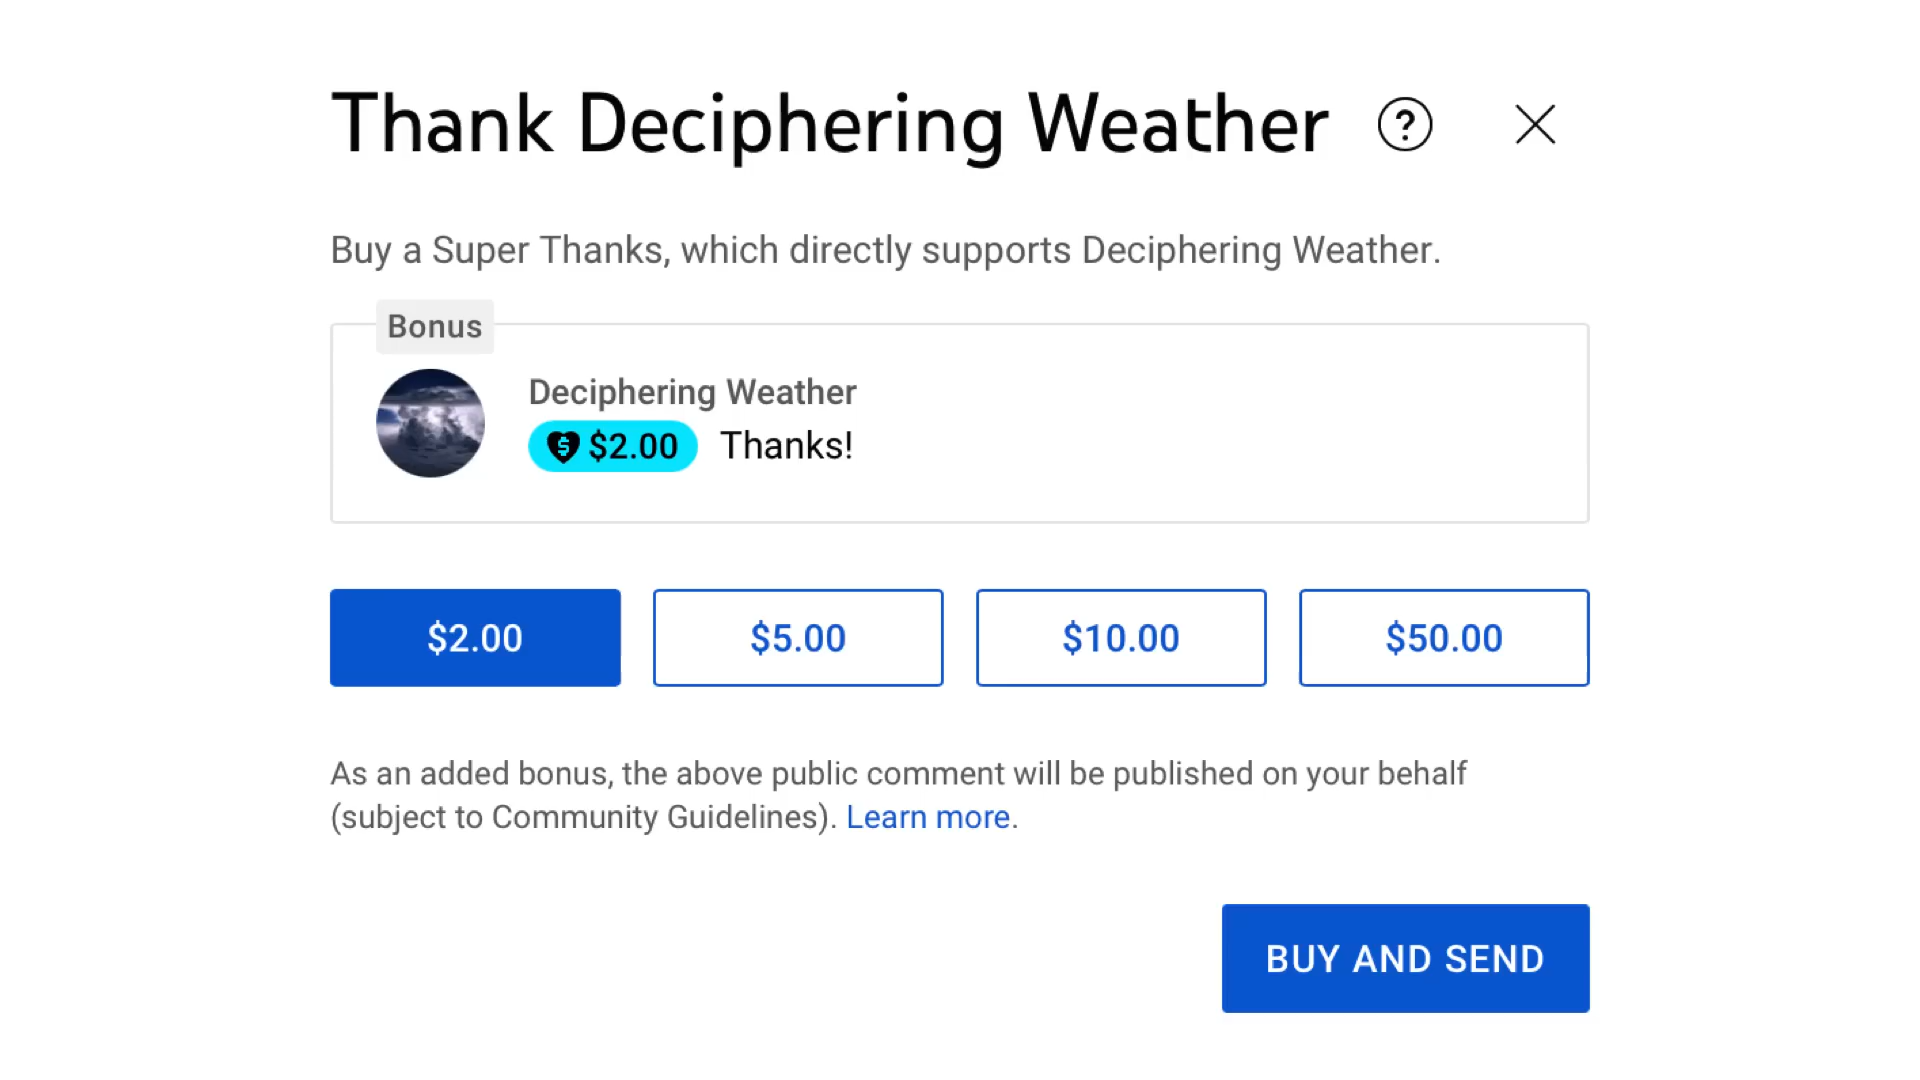 Thank Deciphering Weather ?
Buy a Super Thanks, which directly supports Deciphering Weather.
Bonus
Deciphering Weather
$ $2.00 Thanks!
$2.00 $5.00 $10.00 $50.00
As an added bonus, the above public comment will be published on your behalf
(subject to Community Guidelines). Learn more.
BUY AND SEND